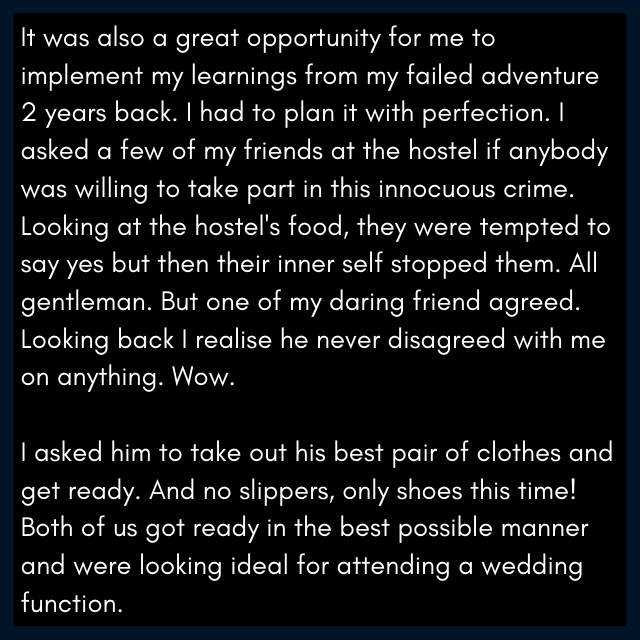 It was also a great opportunity for me to
implement my learnings from my failed adventure
2 years back. I had to plan it with perfection. I
asked a few of my friends at the hostel if anybody
was willing to take part in this innocuous crime.
Looking at the hostel's food, they were tempted to
say yes but then their inner self stopped them. All
gentleman. But one of my daring friend agreed.
Looking back I realise he never disagreed with me
on anything. Wow.
I asked him to take out his best pair of clothes and
get ready. And no slippers, only shoes this time!
Both of us got ready in the best possible manner
and were looking ideal for attending a wedding
function.